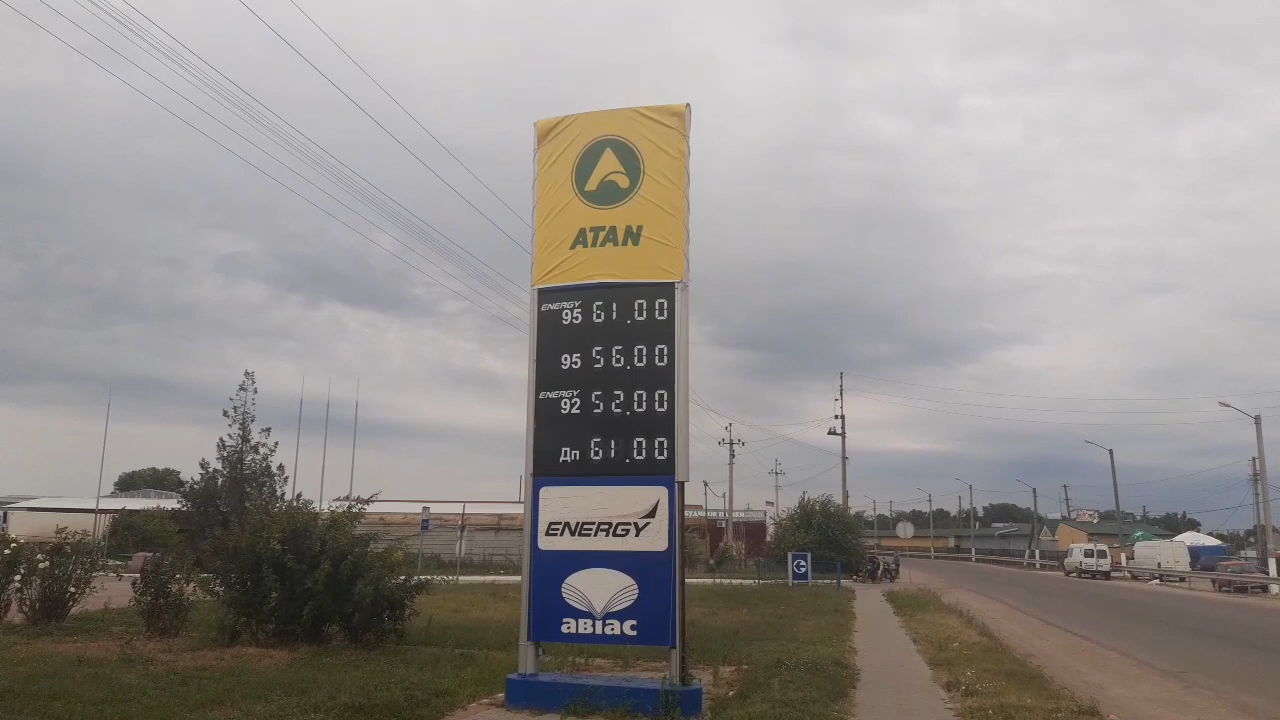 ATAN
ENERGY
95 61.00
95 56.00
ENERGY
92 52.00
Дп 61.00
ENERGY
авіас